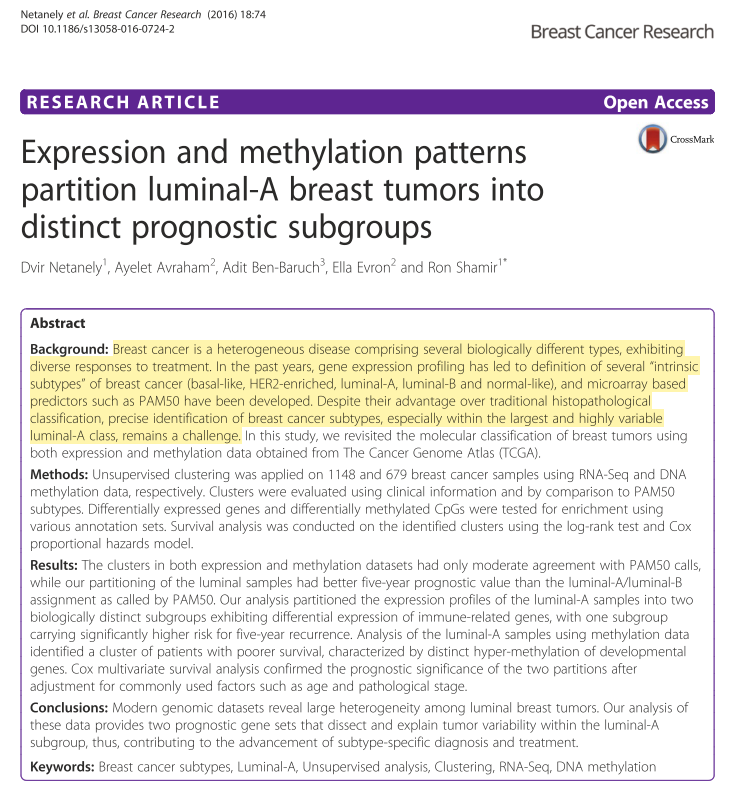 Netanely et al. Breast Cancer Research (2016) 18:74
DOI 10.1186/s13058-016-0724-2
Breast Cancer Research
RESEARCH ARTICLE
Open Access
CrossMark
Expression and methylation patterns
partition luminal-A breast tumors into
distinct prognostic subgroups
Dvir Netanely1, Ayelet Avraham2, Adit Ben-Baruch3, Ella Evron2 and Ron Shamir1*
Abstract
Background: Breast cancer is a heterogeneous disease comprising several biologically different types, exhibiting
diverse responses to treatment. In the past years, gene expression profiling has led to definition of several “intrinsic
subtypes” of breast cancer (basal-like, HER2-enriched, luminal-A, luminal-B and normal-like), and microarray based
predictors such as PAM50 have been developed. Despite their advantage over traditional histopathological
classification, precise identification of breast cancer subtypes, especially within the largest and highly variable
luminal-A class, remains a challenge. In this study, we revisited the molecular classification of breast tumors using
both expression and methylation data obtained from The Cancer Genome Atlas (TCGA).
Methods: Unsupervised clustering was applied on 1148 and 679 breast cancer samples using RNA-Seq and DNA
methylation data, respectively. Clusters were evaluated using clinical information and by comparison to PAM50
subtypes. Differentially expressed genes and differentially methylated CpGs were tested for enrichment using
various annotation sets. Survival analysis was conducted on the identified clusters using the log-rank test and Cox
proportional hazards model.
Results: The clusters in both expression and methylation datasets had only moderate agreement with PAM50 calls,
while our partitioning of the luminal samples had better five-year prognostic value than the luminal-A/luminal-B
assignment as called by PAM50. Our analysis partitioned the expression profiles of the luminal-A samples into two
biologically distinct subgroups exhibiting differential expression of immune-related genes, with one subgroup
carrying significantly higher risk for five-year recurrence. Analysis of the luminal-A samples using methylation data
identified a cluster of patients with poorer survival, characterized by distinct hyper-methylation of developmental
genes. Cox multivariate survival analysis confirmed the prognostic significance of the two partitions after
adjustment for commonly used factors such as age and pathological stage.
Conclusions: Modern genomic datasets reveal large heterogeneity among luminal breast tumors. Our analysis of
these data provides two prognostic gene sets that dissect and explain tumor variability within the luminal-A
subgroup, thus, contributing to the advancement of subtype-specific diagnosis and treatment.
Keywords: Breast cancer subtypes, Luminal-A, Unsupervised analysis, Clustering, RNA-Seq, DNA methylation